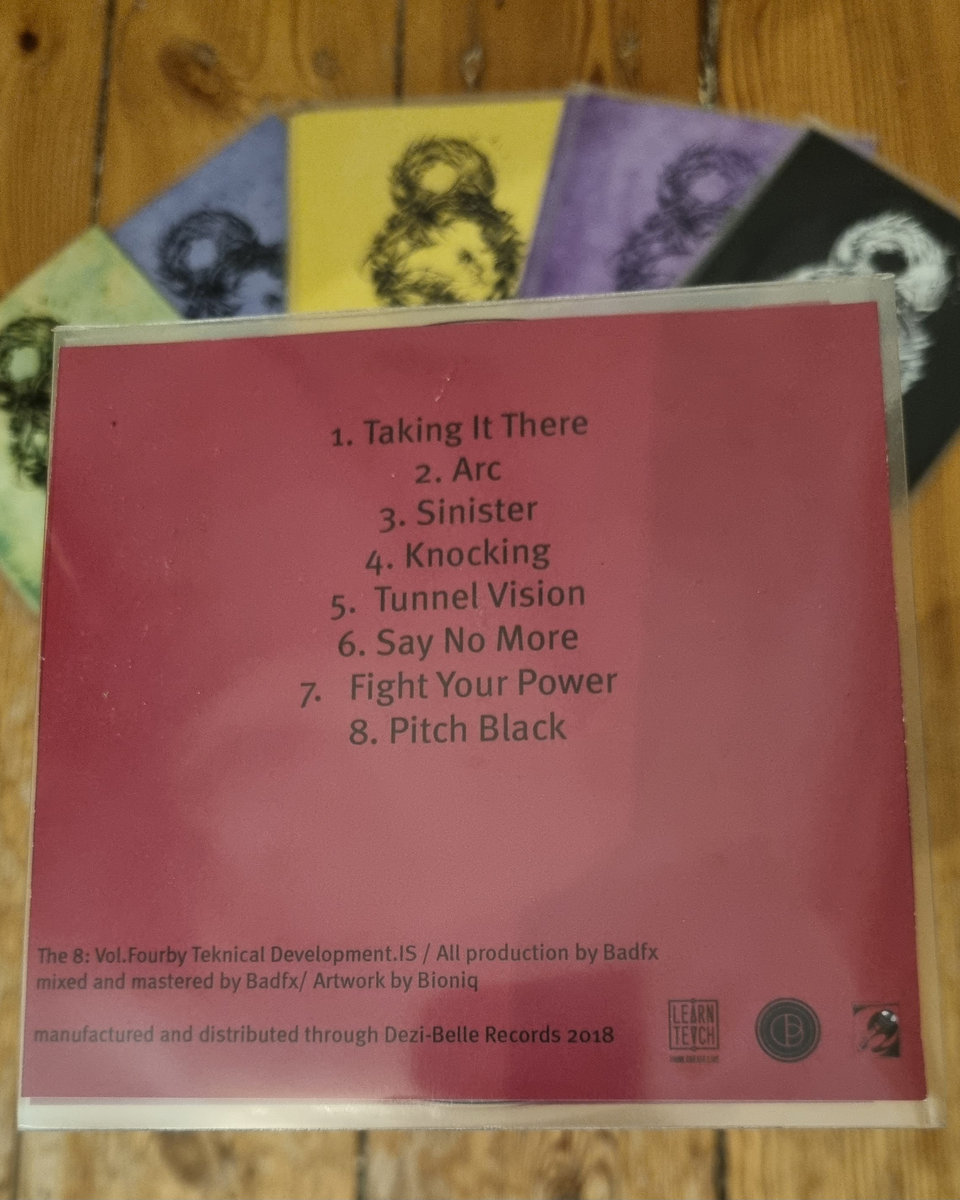 1. Taking It There
2. Arc
3. Sinister
4. Knocking
5. Tunnel Vision
6. Say No More
7. Fight Your Power
8. Pitch Black
The 8: Vol.Fourby Teknical Development.IS / All production by Badfx
mixed and mastered by Badfx/ Artwork by Bioniq
manufactured and distributed through Dezi-Belle Records 2018
LEARN
TEACH